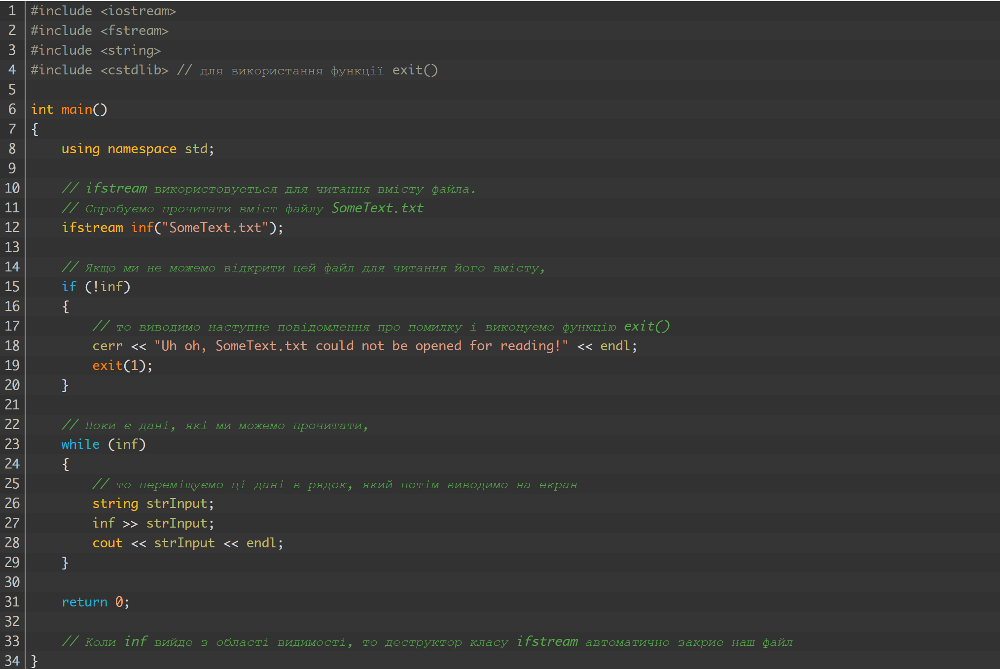 1 #include <iostream>
2 #include <fstream>
3 #include <string>
4 #include <cstdlib> // для використання функції exit()
5
6 int main()
7 {
8     using namespace std;
9
10     // ifstream використовується для читання вмісту файла.
11     // Спробуємо прочитати вміст файлу SomeText.txt
12     ifstream inf("SomeText.txt");
13
14     // Якщо ми не можемо відкрити цей файл для читання його вмісту,
15     if (!inf)
16     {
17         // то виводимо наступне повідомлення про помилку і виконуємо функцію exit()
18         cerr << "Uh oh, SomeText.txt could not be opened for reading!" << endl;
19         exit(1);
20     }
21
22     // Поки є дані, які ми можемо прочитати,
23     while (inf)
24     {
25         // то переміщуємо ці дані в рядок, який потім виводимо на екран
26         string strInput;
27         inf >> strInput;
28         cout << strInput << endl;
29     }
30
31     return 0;
32
33     // Коли inf вийде з області видимості, то деструктор класу ifstream автоматично закриє наш файл
34 }